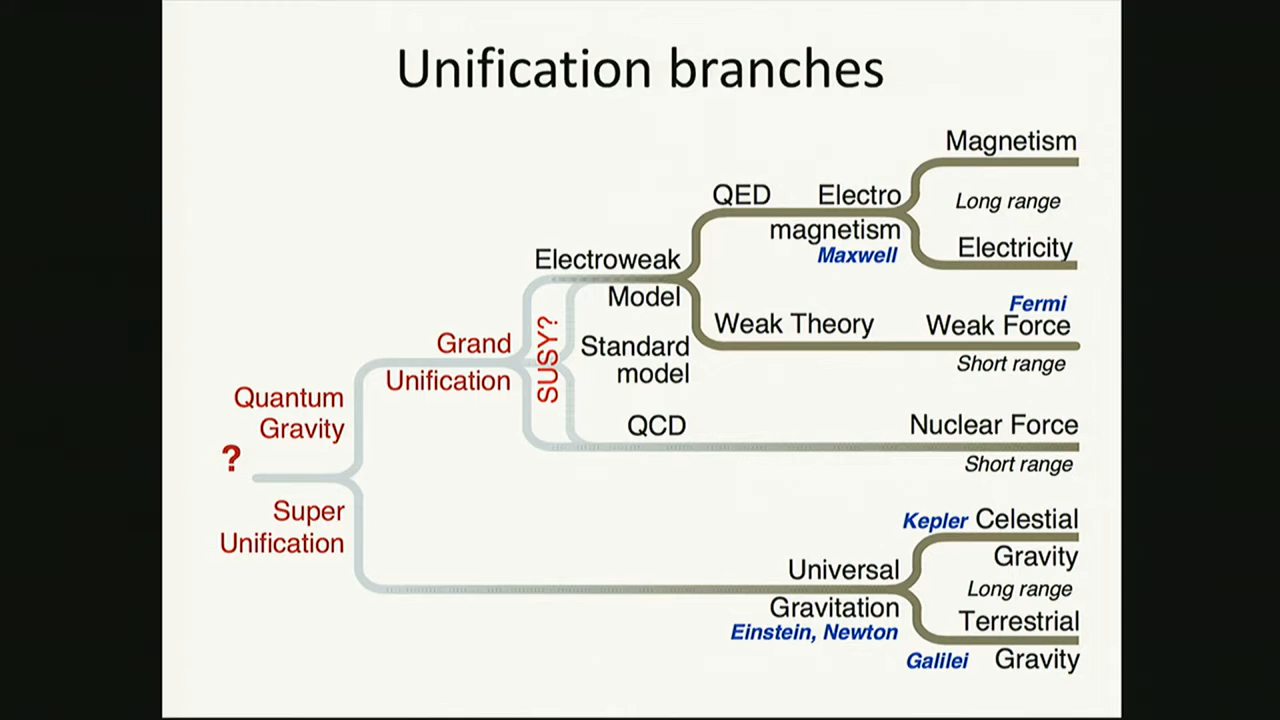 Unification branches
Magnetism
QED
Electro
magnetism
Maxwell
Long range
Electricity
Electroweak
Model
Fermi
Weak Theory
Weak Force
Short range
Grand
Unification
SUSY?
Standard
model
QCD
Nuclear Force
Short range
Quantum
Gravity
?
Super
Unification
Kepler Celestial
Gravity
Universal
Gravitation
Einstein, Newton
Long range
Terrestrial
Galilei Gravity